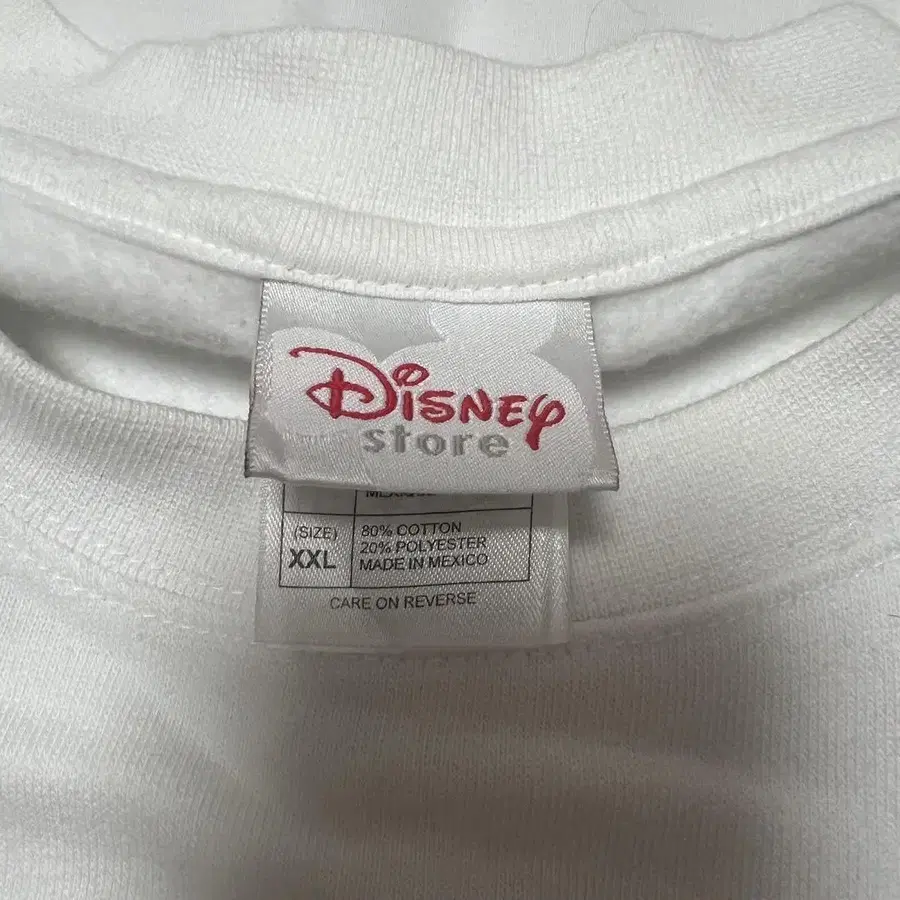 Disney
store
(SIZE)
XXL
80% COTTON
20% POLYESTER
MADE IN MEXICO
CARE ON REVERSE